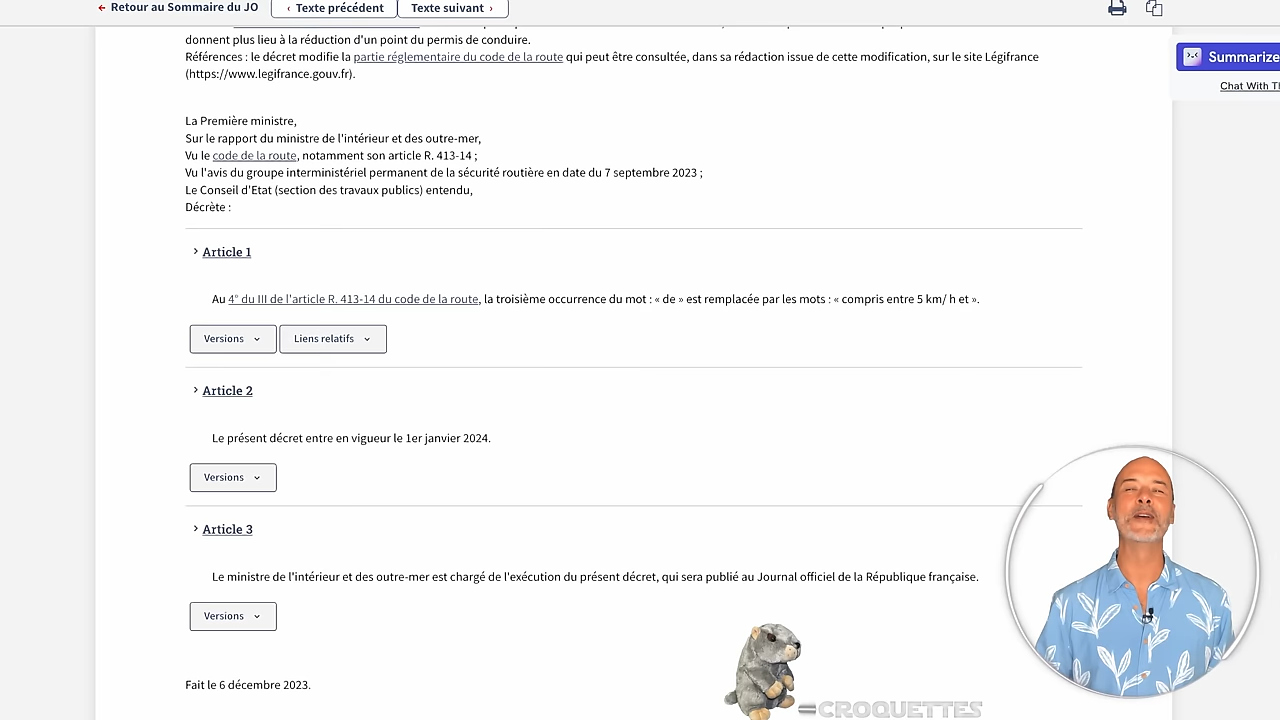 Retour au Sommaire du JO
Texte précédent
Texte suivant
donnent plus lieu à la réduction d'un point du permis de conduire.
Références : le décret modifie la partie réglementaire du code de la route qui peut être consultée, dans sa rédaction issue de cette modification, sur le site Légifrance
(https://www.legifrance.gouv.fr).
Summarize
Chat With
La Première ministre,
Sur le rapport du ministre de l'intérieur et des outre-mer,
Vu le code de la route, notamment son article R. 413-14 ;
Vu l'avis du groupe interministériel permanent de la sécurité routière en date du 7 septembre 2023 ;
Le Conseil d'Etat (section des travaux publics) entendu,
Décrète :
Article 1
Au 4° du III de l'article R. 413-14 du code de la route, la troisième occurrence du mot : « de » est remplacée par les mots : « compris entre 5 km/ h et ».
Versions
Liens relatifs
Article 2
Le présent décret entre en vigueur le 1er janvier 2024.
Versions
Article 3
Le ministre de l'intérieur et des outre-mer est chargé de l'exécution du présent décret, qui sera publié au Journal officiel de la République française.
Versions
Fait le 6 décembre 2023.
=CROQUETTES